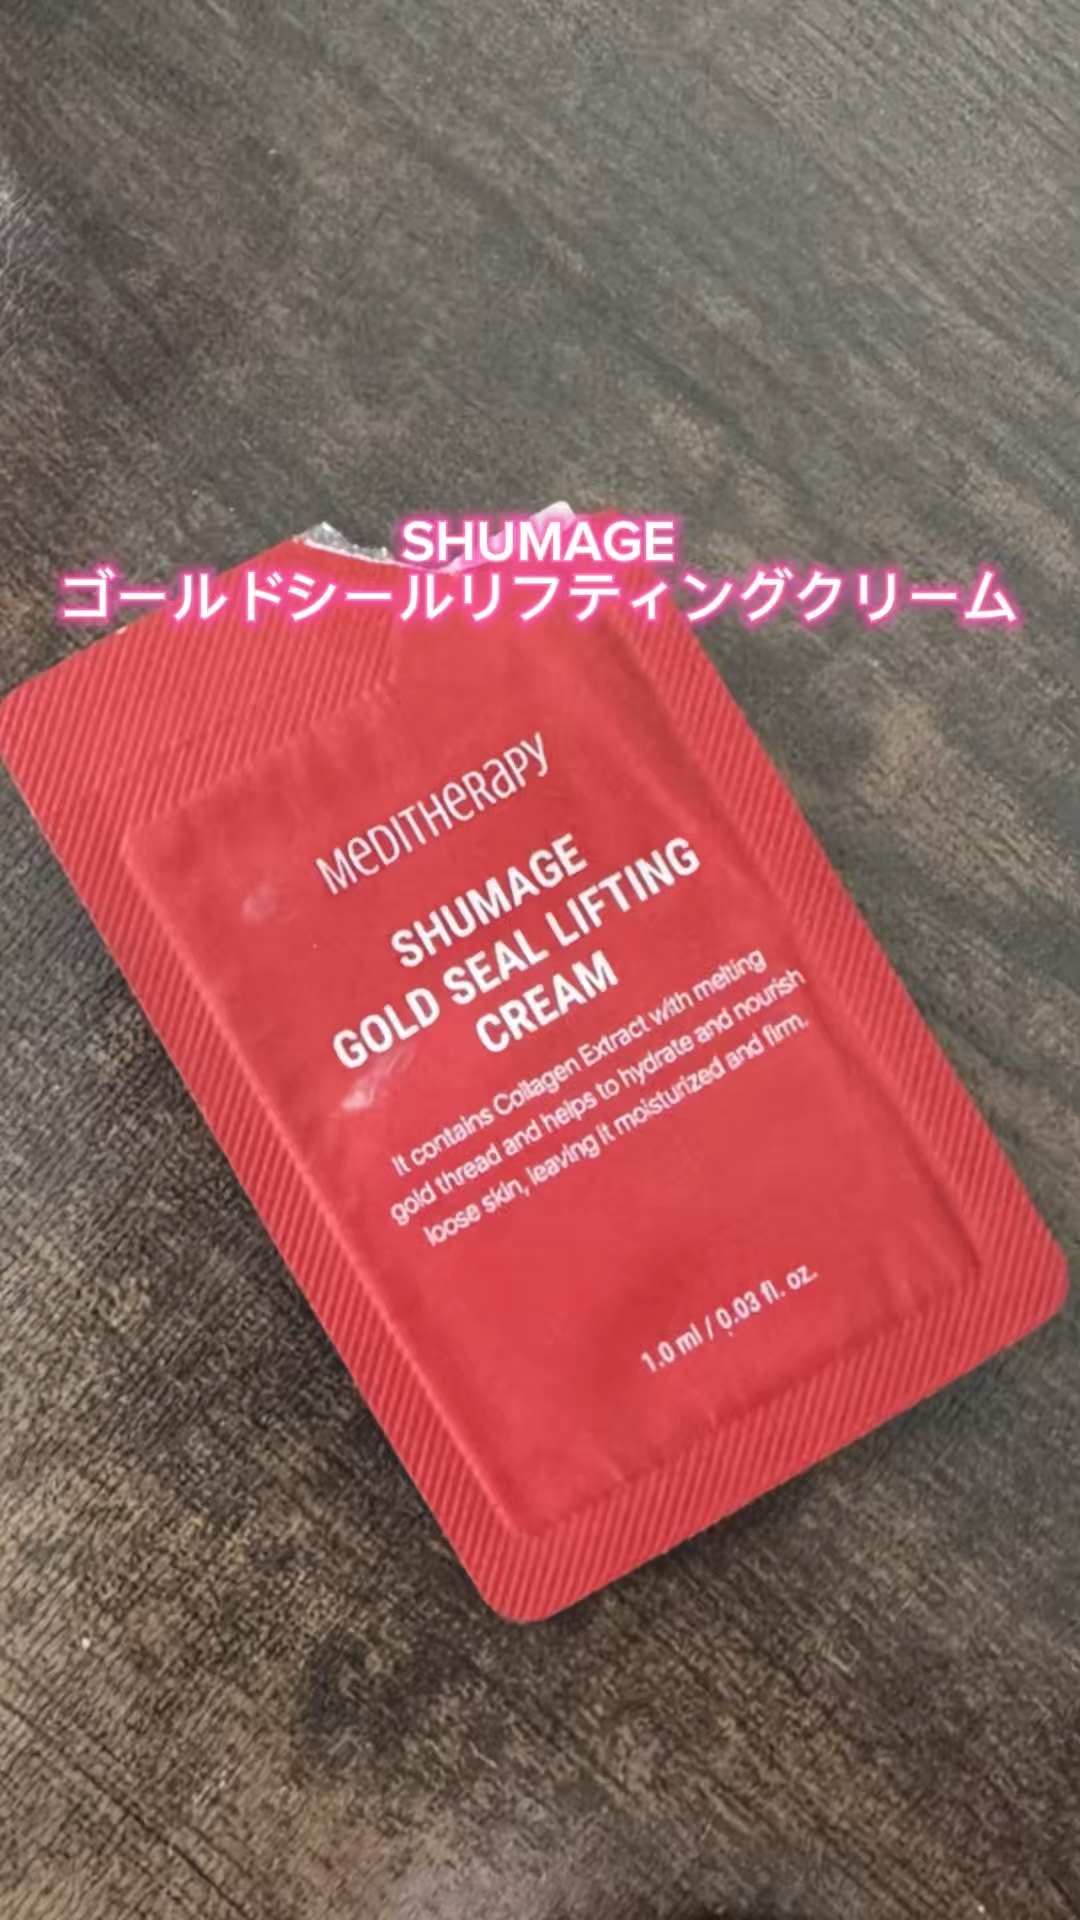 SHUMAGE
ゴールドシールリフティングクリーム
MEDITHERAPY
SHUMAGE
GOLD SEAL LIFTING
CREAM
It contains Collagen Extract with melting
gold thread and helps to hydrate and nourish
loose skin, leaving it moisturized and firm.
1.0 ml / 0.03 fl. oz.